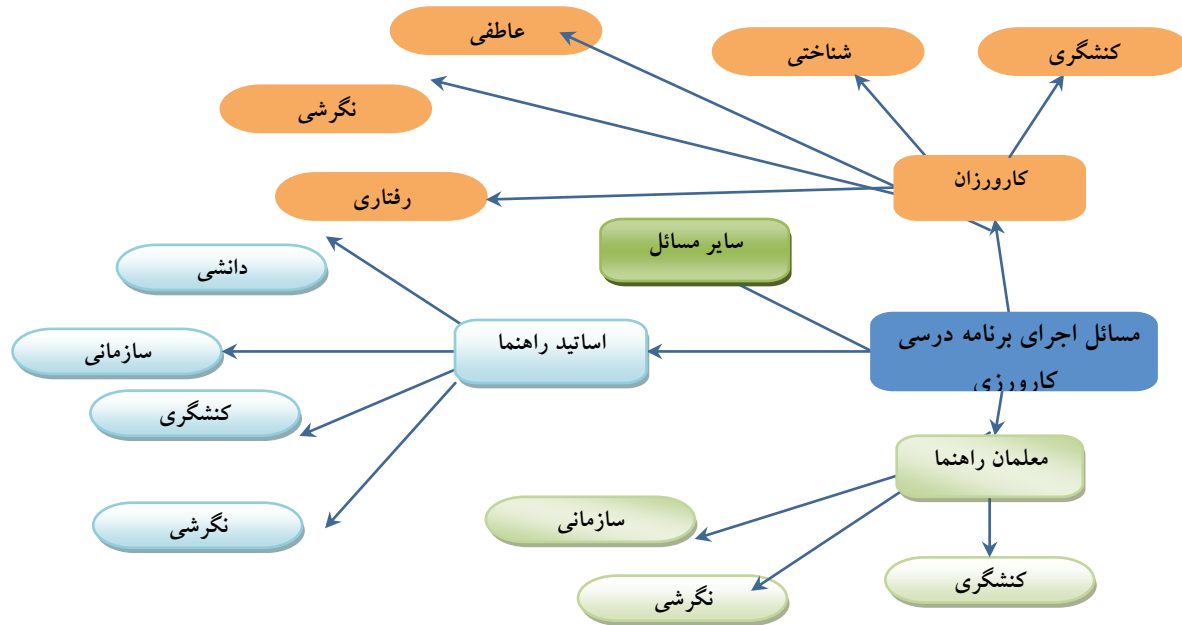 عاطفی
شناختی
کنشگری
نگرشی
کارورزان
رفتاری
سایر مسائل
دانشی
اساتید راهنما
مسائل اجرای برنامه درسی
کارورزی
سازمانی
کنشگری
معلمان راهنما
نگرشی
سازمانی
کنشگری
نگرشی